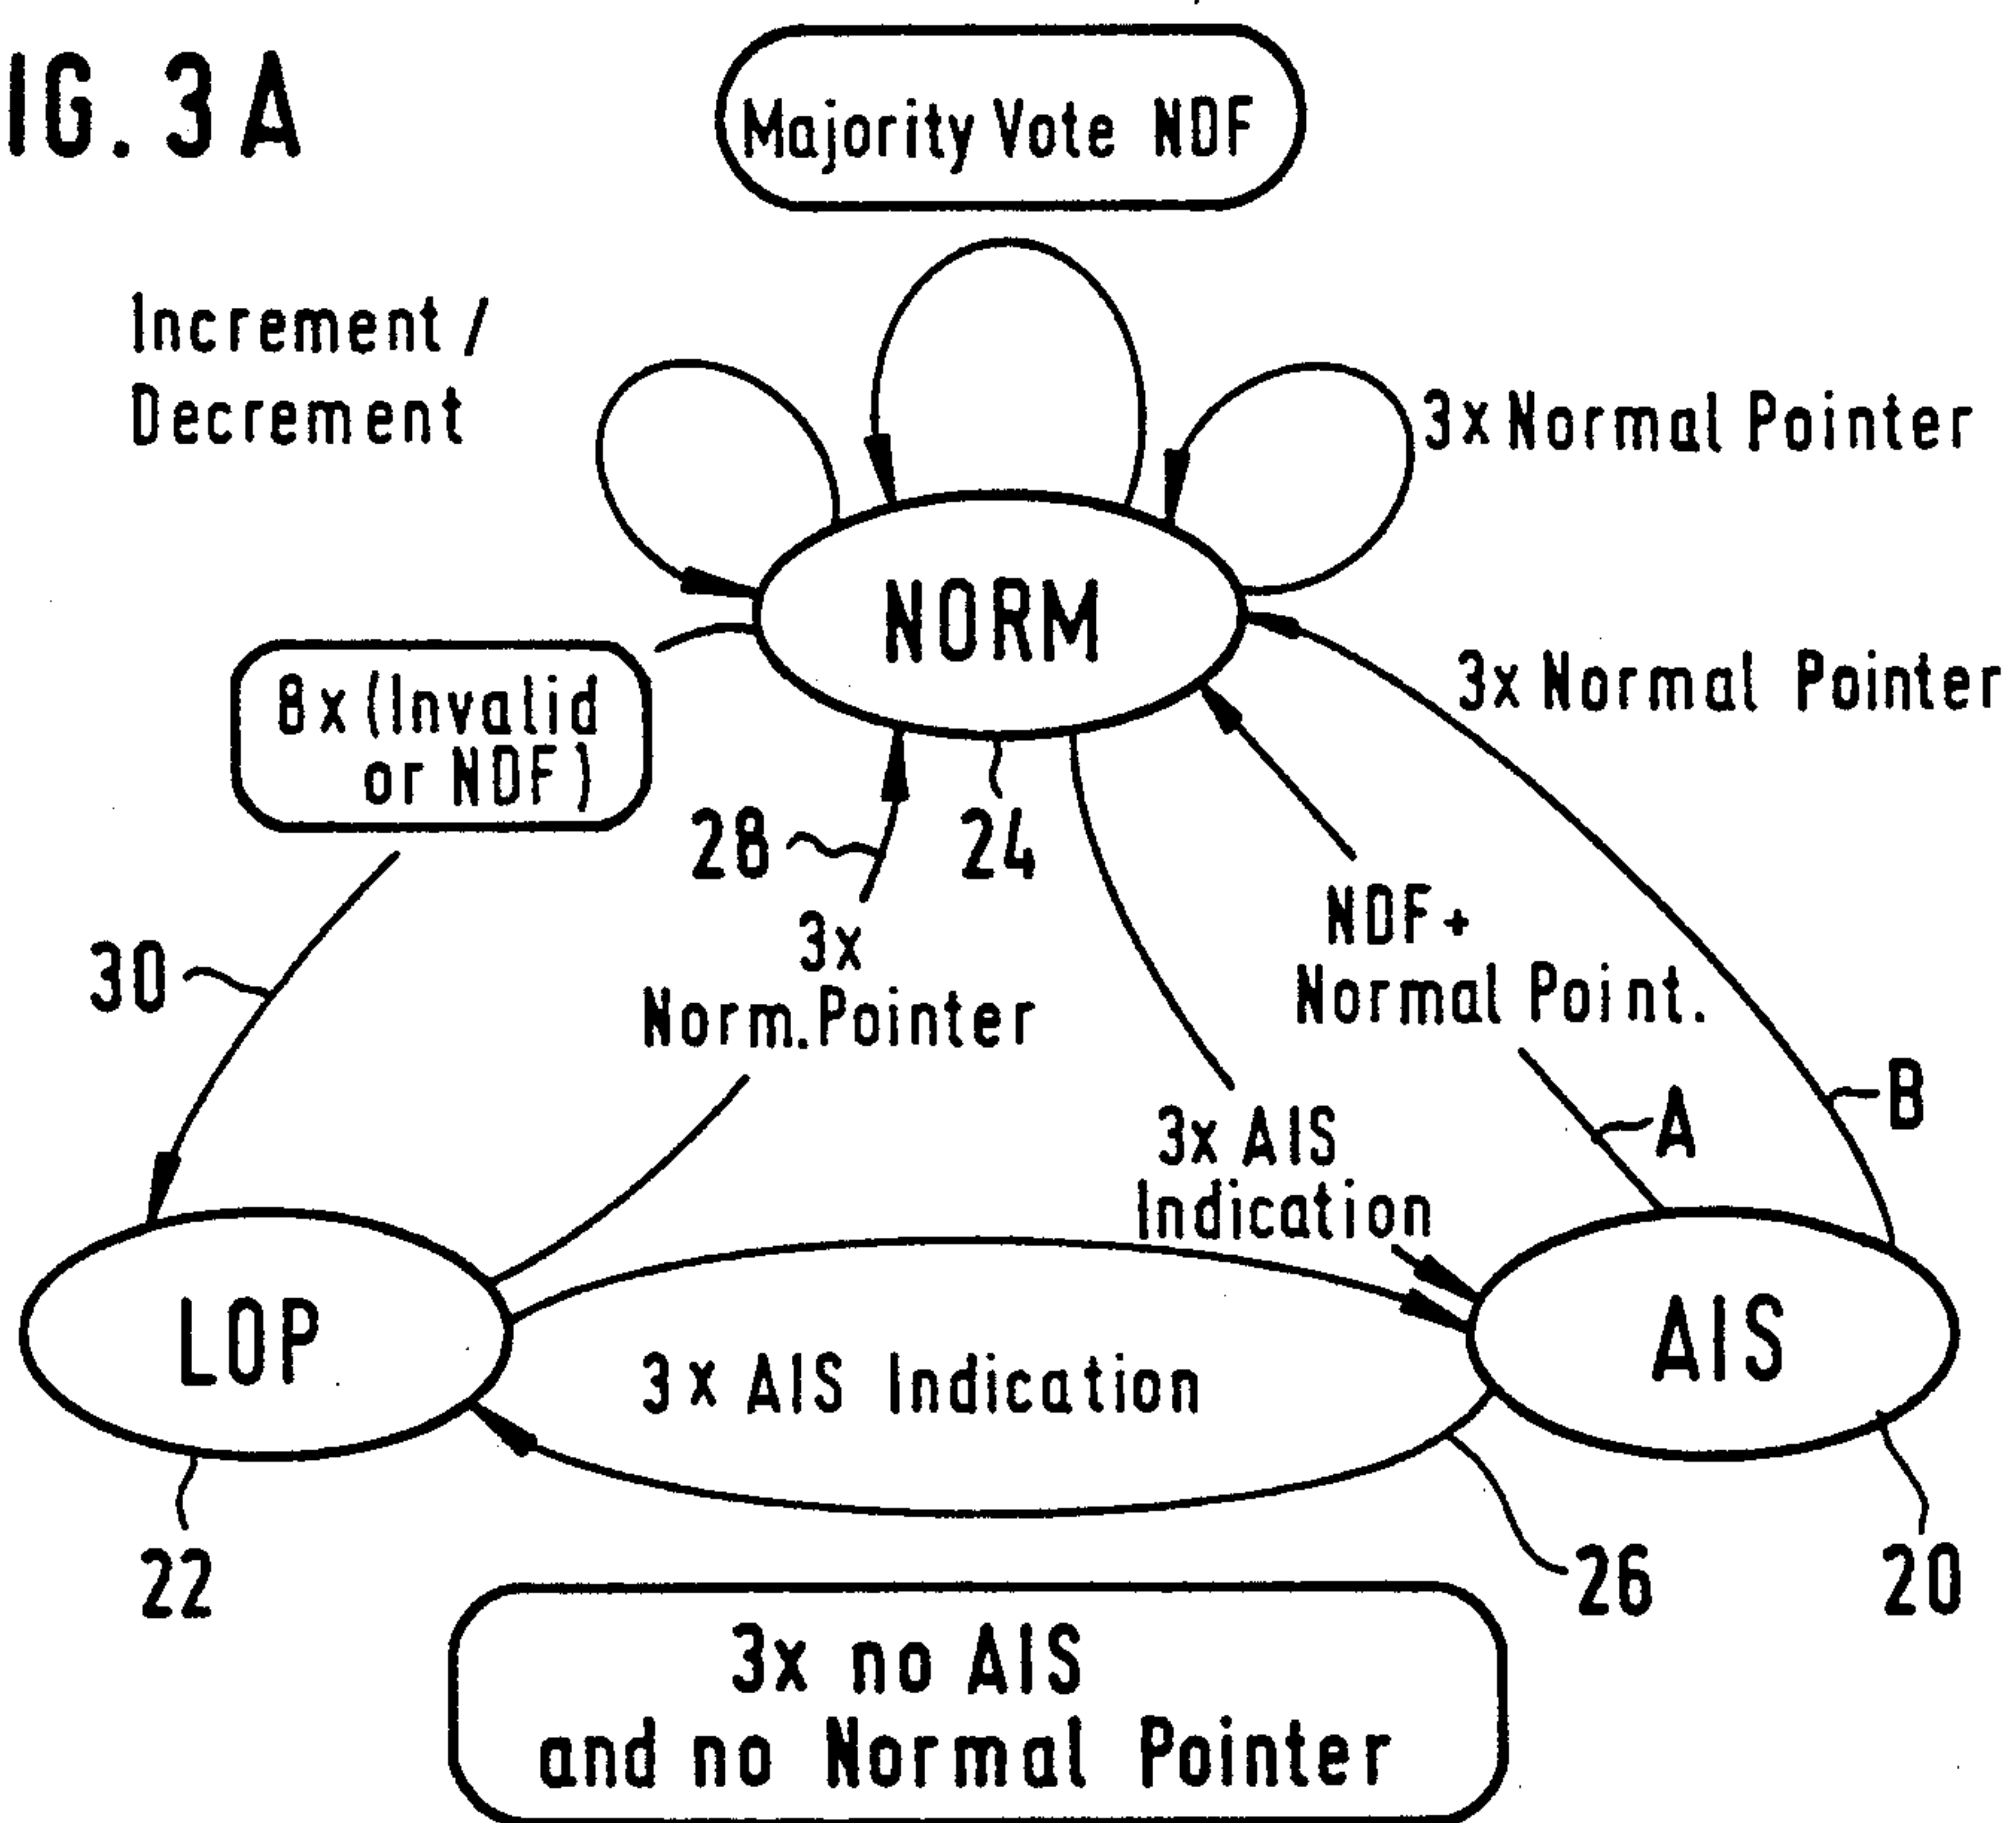 IG. 3 A
Majority Vote NDF
Increment /
Decrement
3x Normal Pointer
NORM
3x Normal Pointer
8x (Invalid
or NDF)
28
24
NDF+
Normal Point.
30
3x
Norm. Pointer
B
A
3x AIS
Indication
LOP
AIS
3x AIS Indication
22
26
20
3x no AIS
and no Normal Pointer